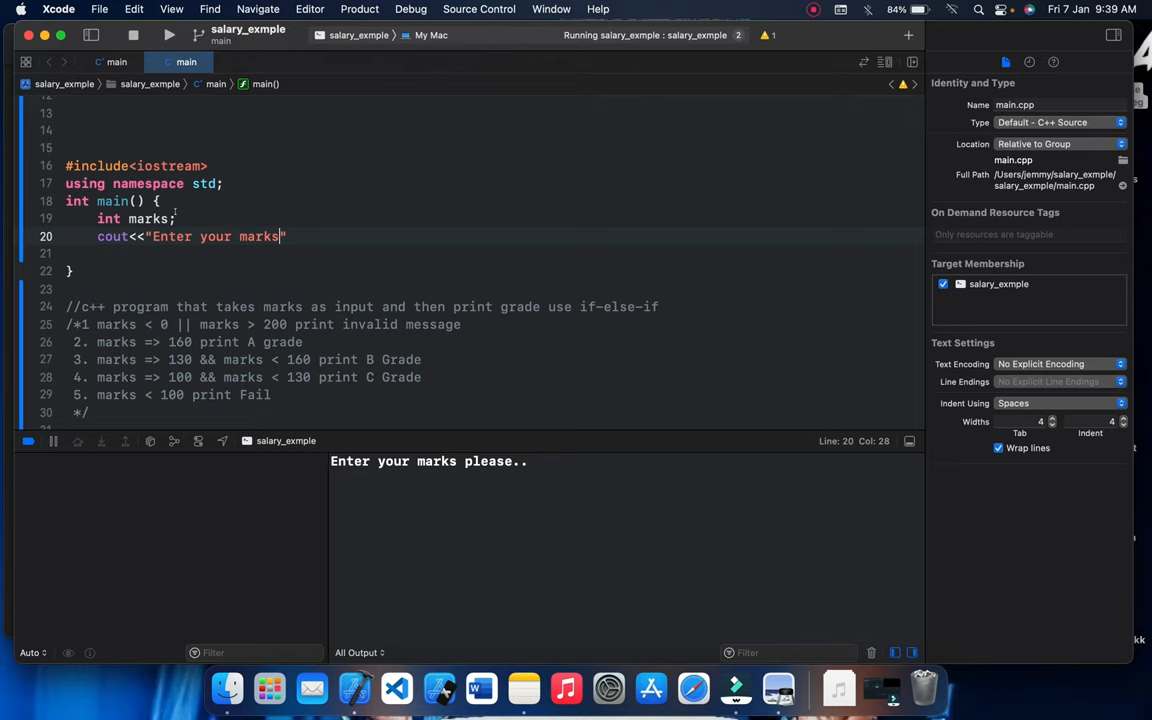 Xcode File Edit View Find Navigate Editor Product Debug Source Control Window Help 84% Fri 7 Jan 9:39 AM
salary_exmple
main
salary_exmple 〉 My Mac
Running salary_exmple : salary_exmple 2 1
main main
salary_exmple 〉 salary_exmple 〉 main 〉 main()
12
13
14
15
16 #include<iostream>
17 using namespace std;
18 int main() {
19 int marks;
20 cout<<"Enter your marks"
21
22 }
23
24 //c++ program that takes marks as input and then print grade use if-else-if
25 /*1 marks < 0 || marks > 200 print invalid message
26 2. marks => 160 print A grade
27 3. marks => 130 && marks < 160 print B Grade
28 4. marks => 100 && marks < 130 print C Grade
29 5. marks < 100 print Fail
30 */
salary_exmple
Line: 20 Col: 28
Enter your marks please..
Auto
Filter
All Output
Filter
Identity and Type
Name main.cpp
Type Default - C++ Source
Location Relative to Group
main.cpp
Full Path /Users/jemmy/salary_exmple/
salary_exmple/main.cpp
On Demand Resource Tags
Only resources are taggable
Target Membership
salary_exmple
Text Settings
Text Encoding No Explicit Encoding
Line Endings No Explicit Line Endings
Indent Using Spaces
Widths 4 4
Tab Indent
Wrap lines